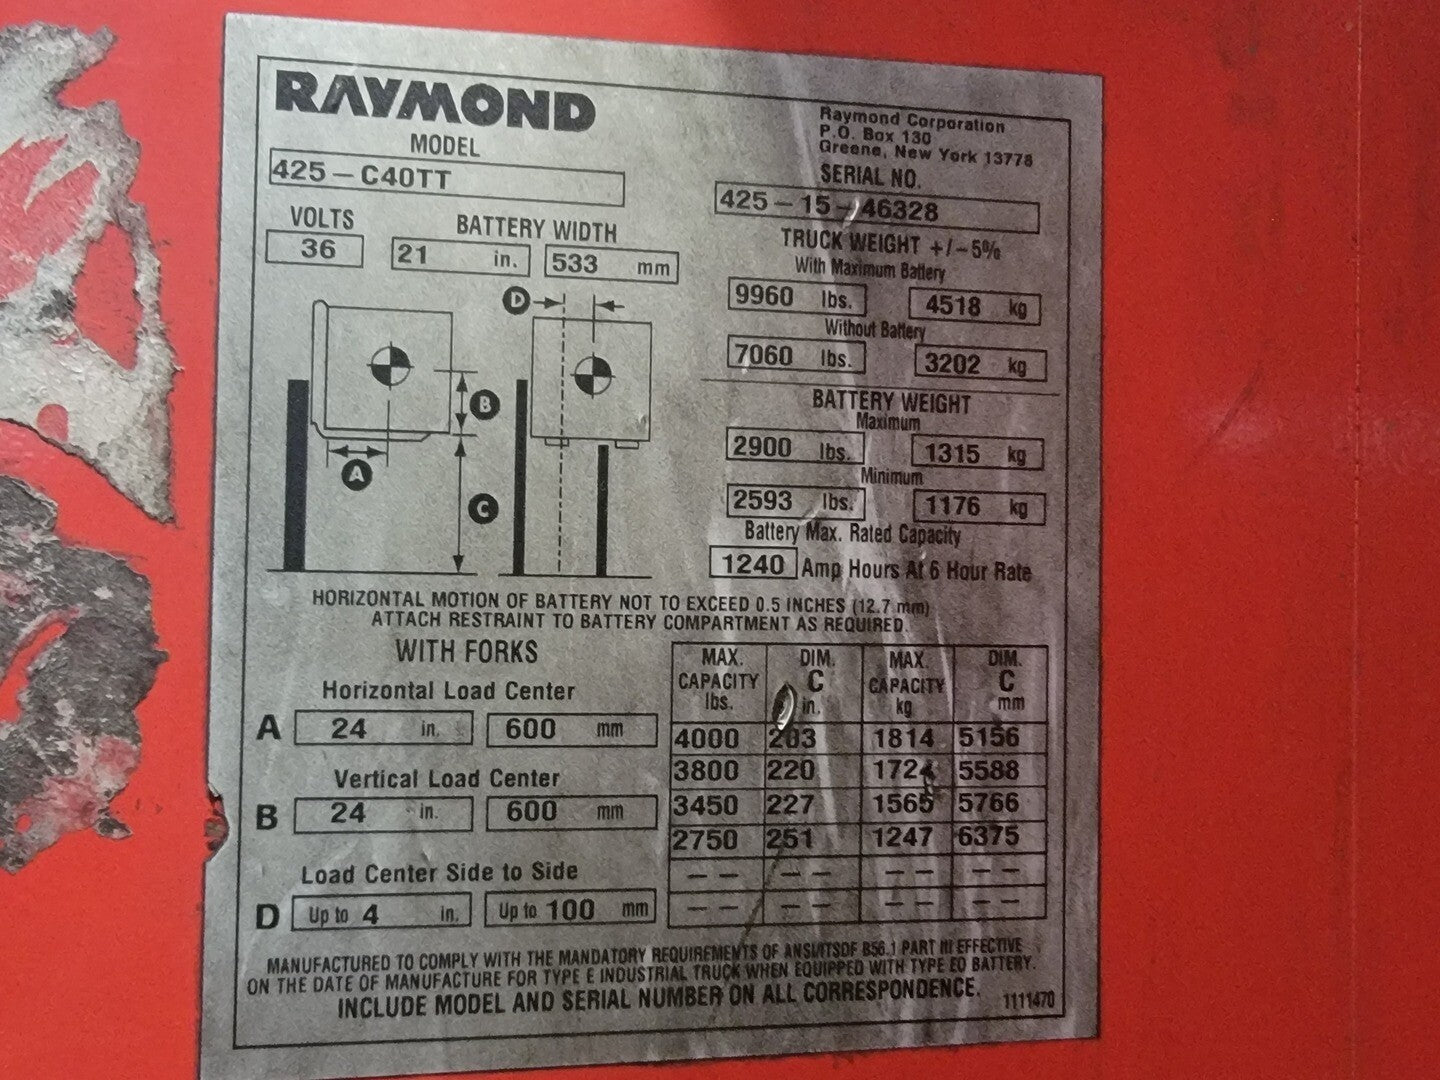 RAYMOND
Raymond Corporation
P.O. Box 130
Greene, New York 13778
MODEL
425-C40TT
SERIAL NO.
425-15-46328
VOLTS
36
BATTERY WIDTH
21 in. 533 mm
TRUCK WEIGHT +/-5%
With Maximum Battery
9960 lbs. 4518 kg
Without Battery
7060 lbs. 3202 kg
BATTERY WEIGHT
Maximum
2900 lbs. 1315 kg
Minimum
2593 lbs. 1176 kg
Battery Max. Rated Capacity
1240 Amp Hours At 6 Hour Rate
D
B
A
C
HORIZONTAL MOTION OF BATTERY NOT TO EXCEED 0.5 INCHES (12.7 mm)
ATTACH RESTRAINT TO BATTERY COMPARTMENT AS REQUIRED.
WITH FORKS
Horizontal Load Center
A 24 in. 600 mm
Vertical Load Center
B 24 in. 600 mm
Load Center Side to Side
D Up to 4 in. Up to 100 mm
MAX. CAPACITY lbs. DIM. C in. MAX. CAPACITY kg DIM. C mm
4000 203 1814 5156
3800 220 1724 5588
3450 227 1565 5766
2750 251 1247 6375
-- -- -- --
-- -- -- --
MANUFACTURED TO COMPLY WITH THE MANDATORY REQUIREMENTS OF ANSI/ITSDF B56.1 PART III EFFECTIVE
ON THE DATE OF MANUFACTURE FOR TYPE E INDUSTRIAL TRUCK WHEN EQUIPPED WITH TYPE EO BATTERY.
INCLUDE MODEL AND SERIAL NUMBER ON ALL CORRESPONDENCE.
1111470